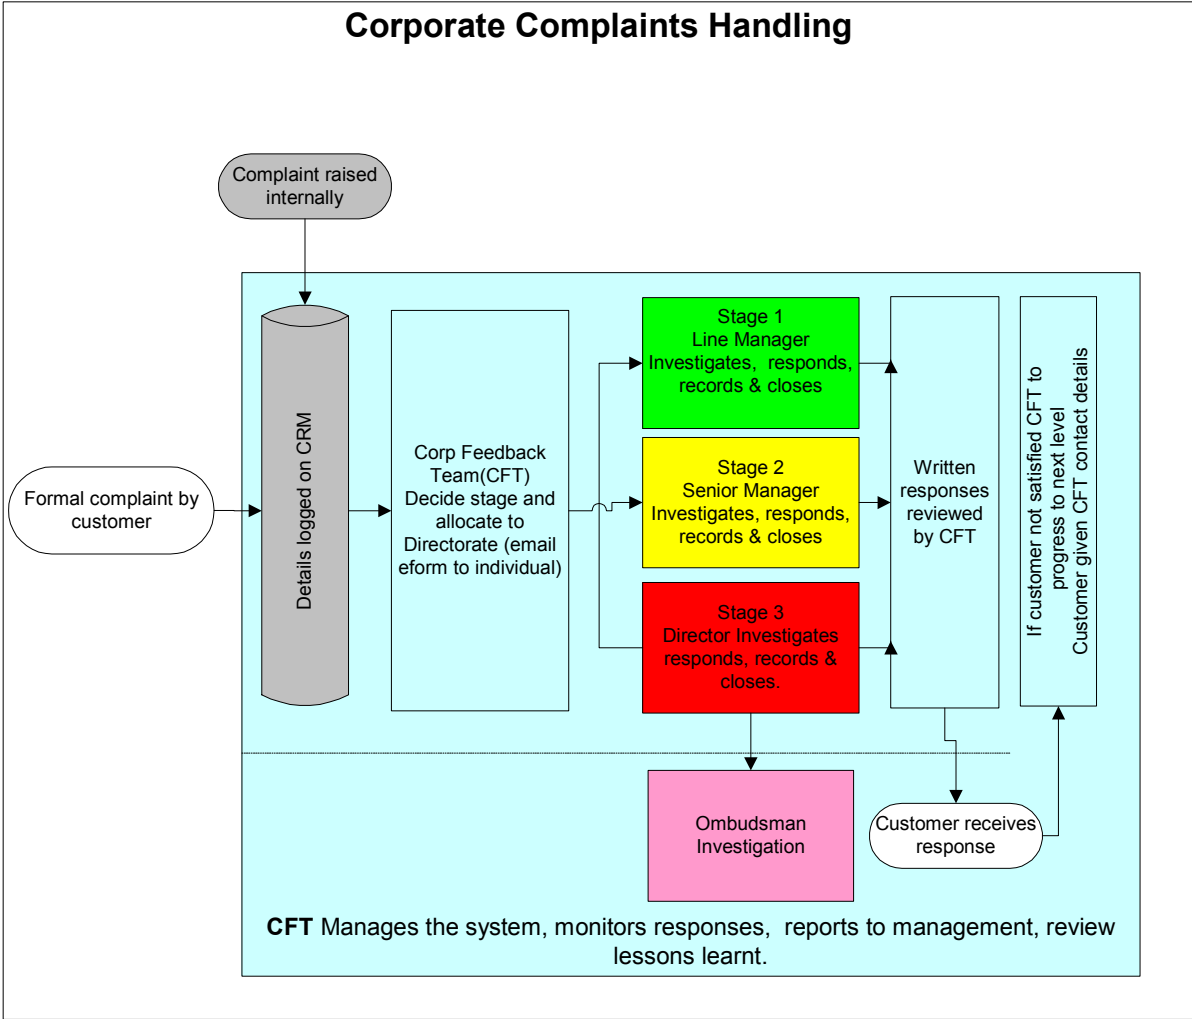 Corporate Complaints Handling
Complaint raised
internally
Formal complaint by
customer
Details logged on CRM
Corp Feedback
Team(CFT)
Decide stage and
allocate to
Directorate (email
eform to individual)
Stage 1
Line Manager
Investigates,  responds,
records & closes
Stage 2
Senior Manager
Investigates, responds,
records & closes
Stage 3
Director Investigates
responds, records &
closes.
Written
responses
reviewed
by CFT
If customer not satisfied CFT to
progress to next level
Customer given CFT contact details
Ombudsman
Investigation
Customer receives
response
CFT Manages the system, monitors responses,  reports to management, review
lessons learnt.